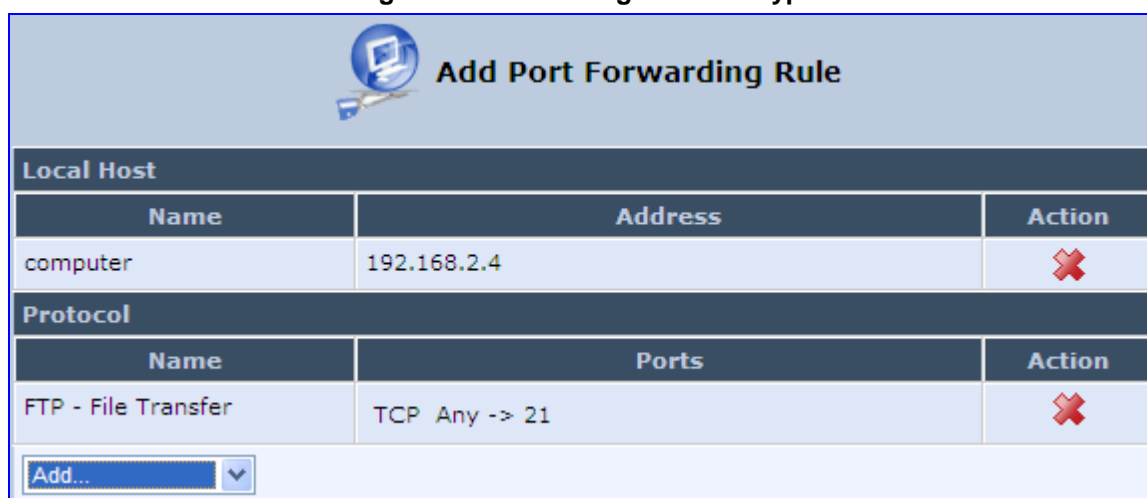 Add Port Forwarding Rule
Local Host
Name Address Action
computer 192.168.2.4
Protocol
Name Ports Action
FTP - File Transfer TCP Any -> 21
Add...